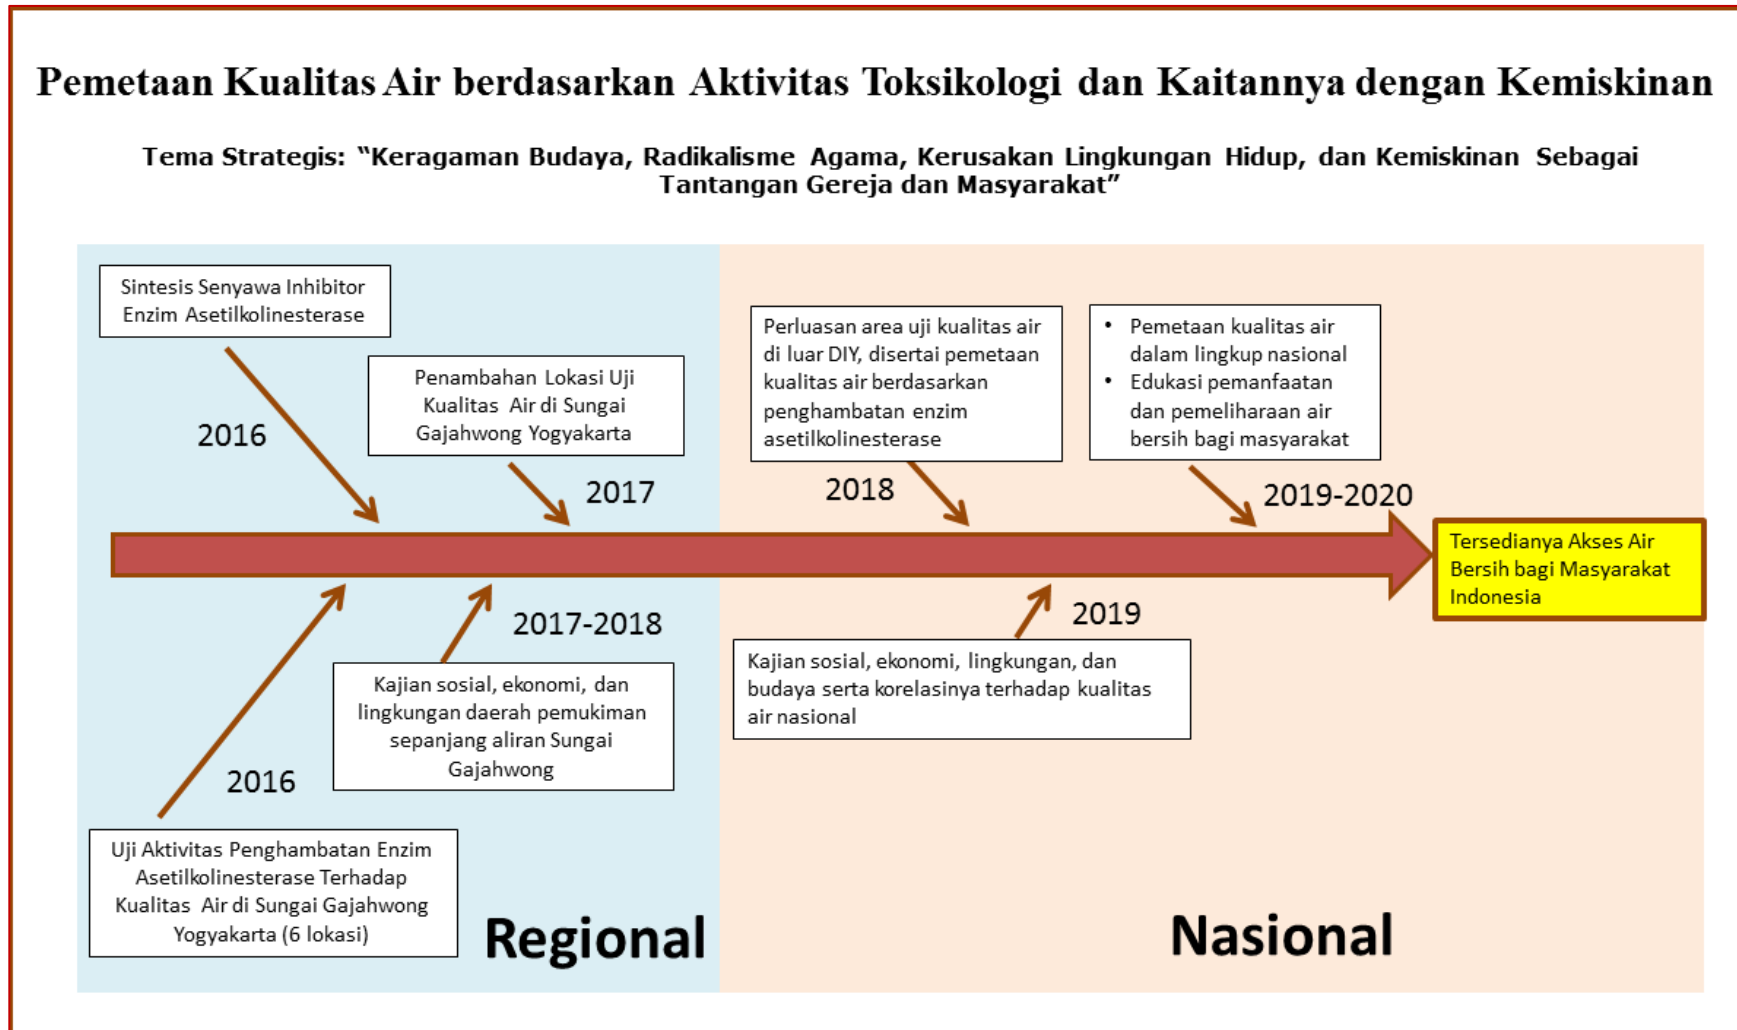 Pemetaan Kualitas Air berdasarkan Aktivitas Toksikologi dan Kaitannya dengan Kemiskinan
Tema Strategis: “Keragaman Budaya, Radikalisme Agama, Kerusakan Lingkungan Hidup, dan Kemiskinan Sebagai
Tantangan Gereja dan Masyarakat”
Sintesis Senyawa Inhibitor
Enzim Asetilkolinesterase
2016
Penambahan Lokasi Uji
Kualitas Air di Sungai
Gajahwong Yogyakarta
2017
Perluasan area uji kualitas air
di luar DIY, disertai pemetaan
kualitas air berdasarkan
penghambatan enzim
asetilkolinesterase
2018
• Pemetaan kualitas air
dalam lingkup nasional
• Edukasi pemanfaatan
dan pemeliharaan air
bersih bagi masyarakat
2019-2020
Tersedianya Akses Air
Bersih bagi Masyarakat
Indonesia
2017-2018
Kajian sosial, ekonomi, dan
lingkungan daerah pemukiman
sepanjang aliran Sungai
Gajahwong
2019
Kajian sosial, ekonomi, lingkungan, dan
budaya serta korelasinya terhadap kualitas
air nasional
2016
Uji Aktivitas Penghambatan Enzim
Asetilkolinesterase Terhadap
Kualitas Air di Sungai Gajahwong
Yogyakarta (6 lokasi)
Regional
Nasional